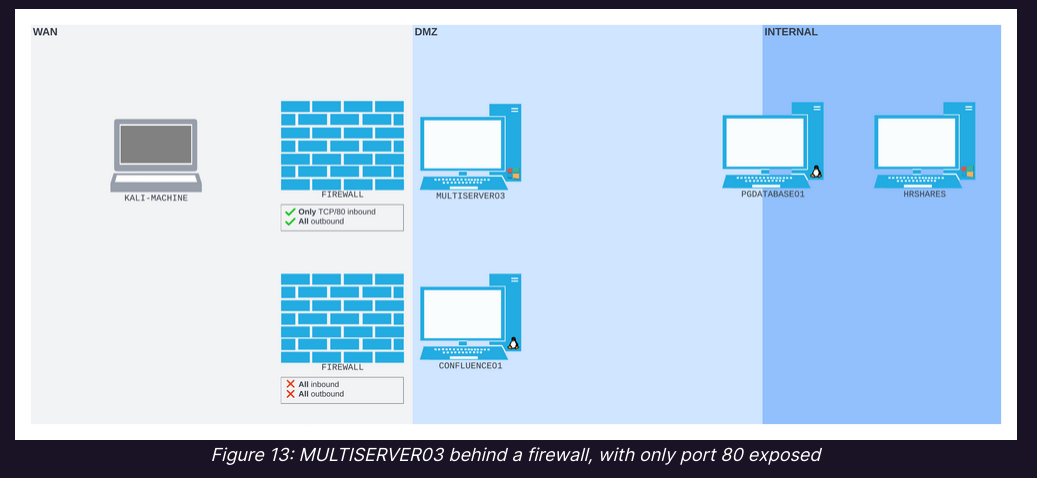 WAN
DMZ
INTERNAL
KALI-MACHINE
FIREWALL
Only TCP/80 inbound
All outbound
MULTISERVER03
PGDATABASE01
HRSHARES
FIREWALL
All inbound
All outbound
CONFLUENCE01
Figure 13: MULTISERVER03 behind a firewall, with only port 80 exposed